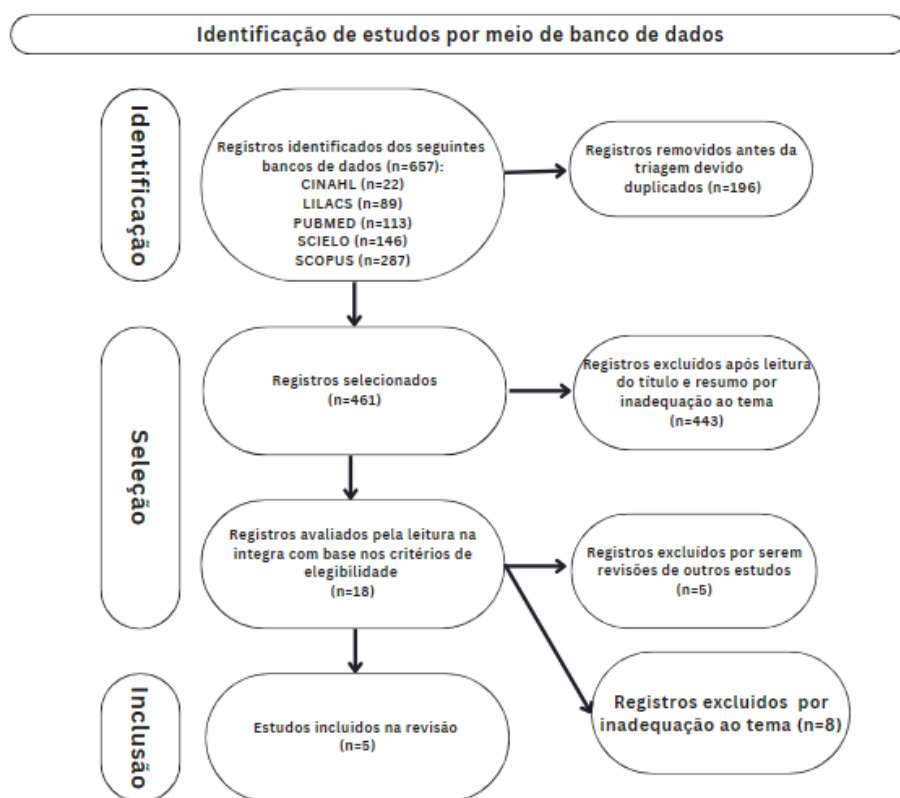 Identificação de estudos por meio de banco de dados
Identificação
Registros identificados dos seguintes
bancos de dados (n=657):
CINAHL (n=22)
LILACS (n=89)
PUBMED (n=113)
SCIELO (n=146)
SCOPUS (n=287)
Registros removidos antes da
triagem devido
duplicados (n=196)
Seleção
Registros selecionados
(n=461)
Registros excluídos após leitura
do título e resumo por
inadequação ao tema
(n=443)
Registros avaliados pela leitura na
integra com base nos critérios de
elegibilidade
(n=18)
Registros excluídos por serem
revisões de outros estudos
(n=5)
Registros excluidos por
inadequação ao tema (n=8)
Inclusão
Estudos incluidos na revisão
(n=5)